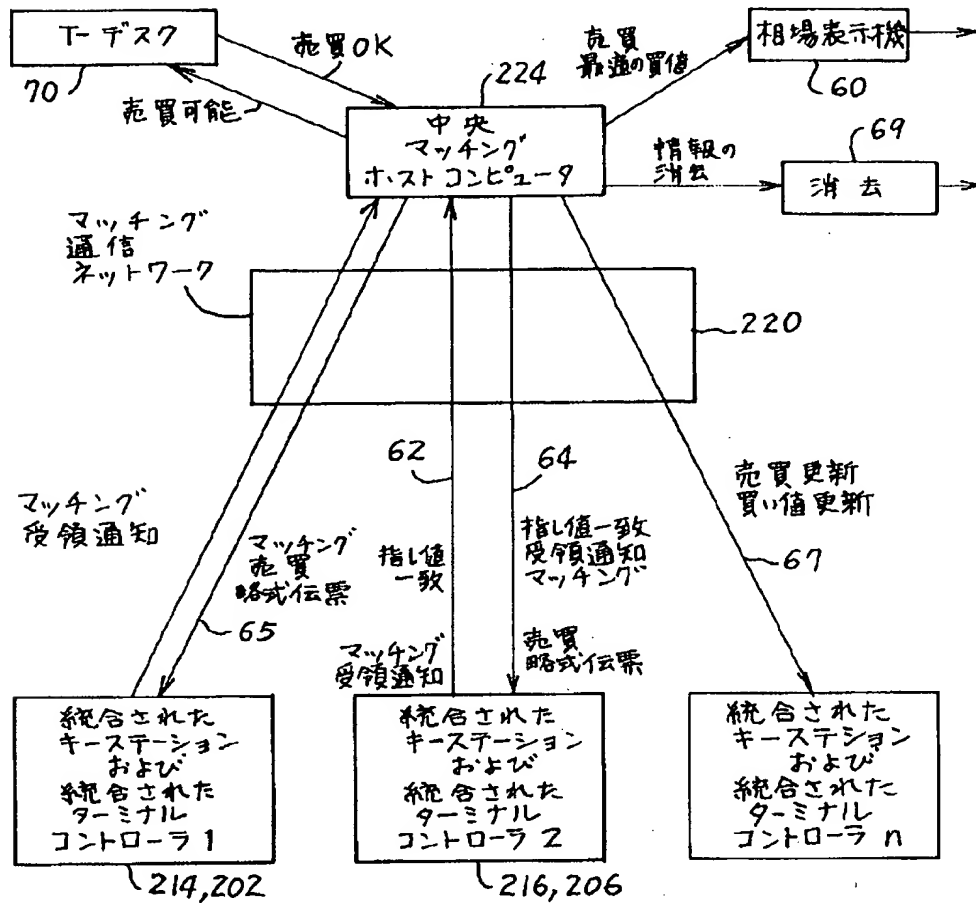 T-デスク
70
売買OK
売買可能
224
売買
最適の買値
相場表示機
60
中央
マッチング
ホストコンピュータ
情報の
消去
69
消去
マッチング
通信
ネットワーク
220
62
64
売買更新
買い値更新
67
マッチング
受領通知
マッチング
売買
略式伝票
65
指し値
一致
指し値一致
受領通知
マッチング
マッチング
受領通知
売買
略式伝票
統合された
キーステーション
および
統合された
ターミナル
コントローラ1
214,202
統合された
キーステーション
および
統合された
ターミナル
コントローラ2
216,206
統合された
キーステション
および
統合された
ターミナル
コントローラn